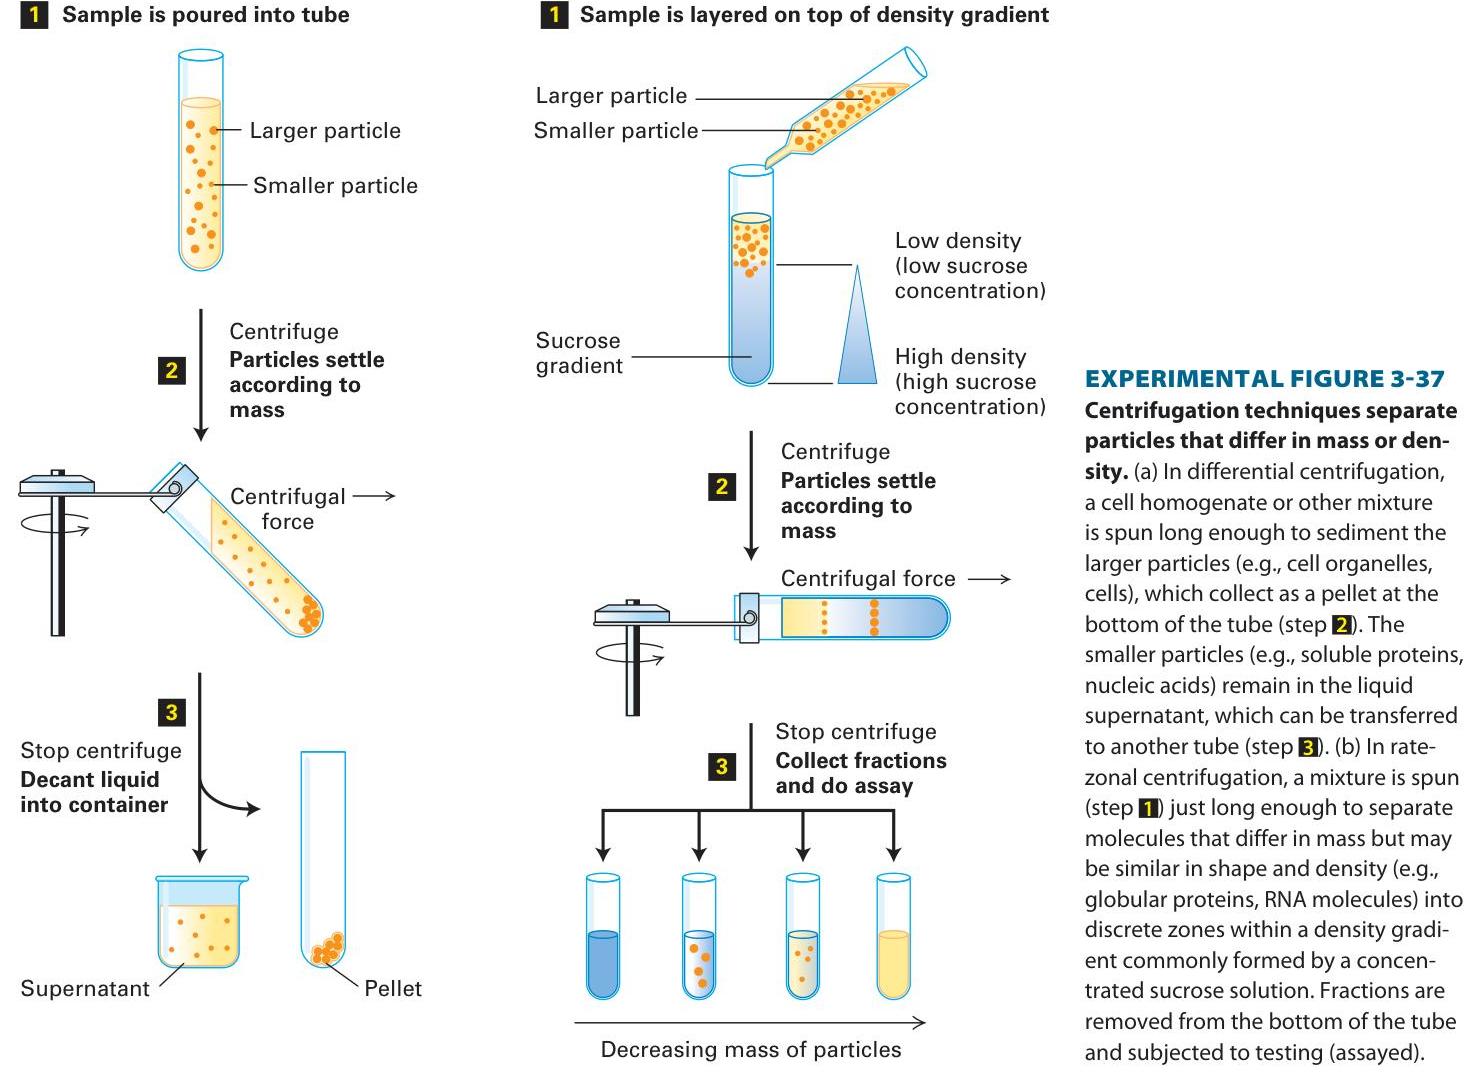 1 Sample is poured into tube
Larger particle
Smaller particle
2
Centrifuge
Particles settle
according to
mass
Centrifugal
force
3
Stop centrifuge
Decant liquid
into container
Supernatant
Pellet
1 Sample is layered on top of density gradient
Larger particle
Smaller particle
Low density
(low sucrose
concentration)
Sucrose
gradient
High density
(high sucrose
concentration)
2
Centrifuge
Particles settle
according to
mass
Centrifugal force
3
Stop centrifuge
Collect fractions
and do assay
Decreasing mass of particles
EXPERIMENTAL FIGURE 3-37
Centrifugation techniques separate
particles that differ in mass or den-
sity. (a) In differential centrifugation,
a cell homogenate or other mixture
is spun long enough to sediment the
larger particles (e.g., cell organelles,
cells), which collect as a pellet at the
bottom of the tube (step 2). The
smaller particles (e.g., soluble proteins,
nucleic acids) remain in the liquid
supernatant, which can be transferred
to another tube (step 3). (b) In rate-
zonal centrifugation, a mixture is spun
(step 1) just long enough to separate
molecules that differ in mass but may
be similar in shape and density (e.g.,
globular proteins, RNA molecules) into
discrete zones within a density gradi-
ent commonly formed by a concen-
trated sucrose solution. Fractions are
removed from the bottom of the tube
and subjected to testing (assayed).